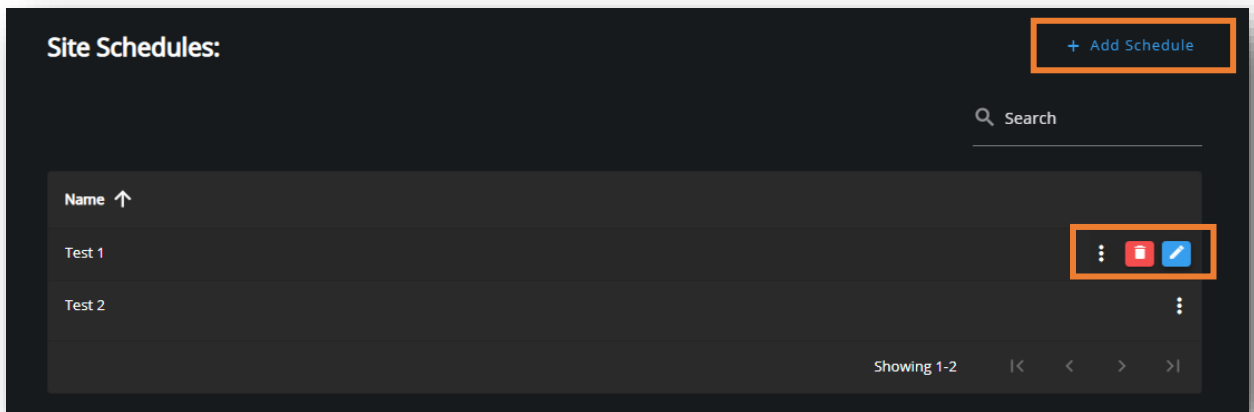 Site Schedules:
+ Add Schedule
Search
Name
Test 1
Test 2
Showing 1-2